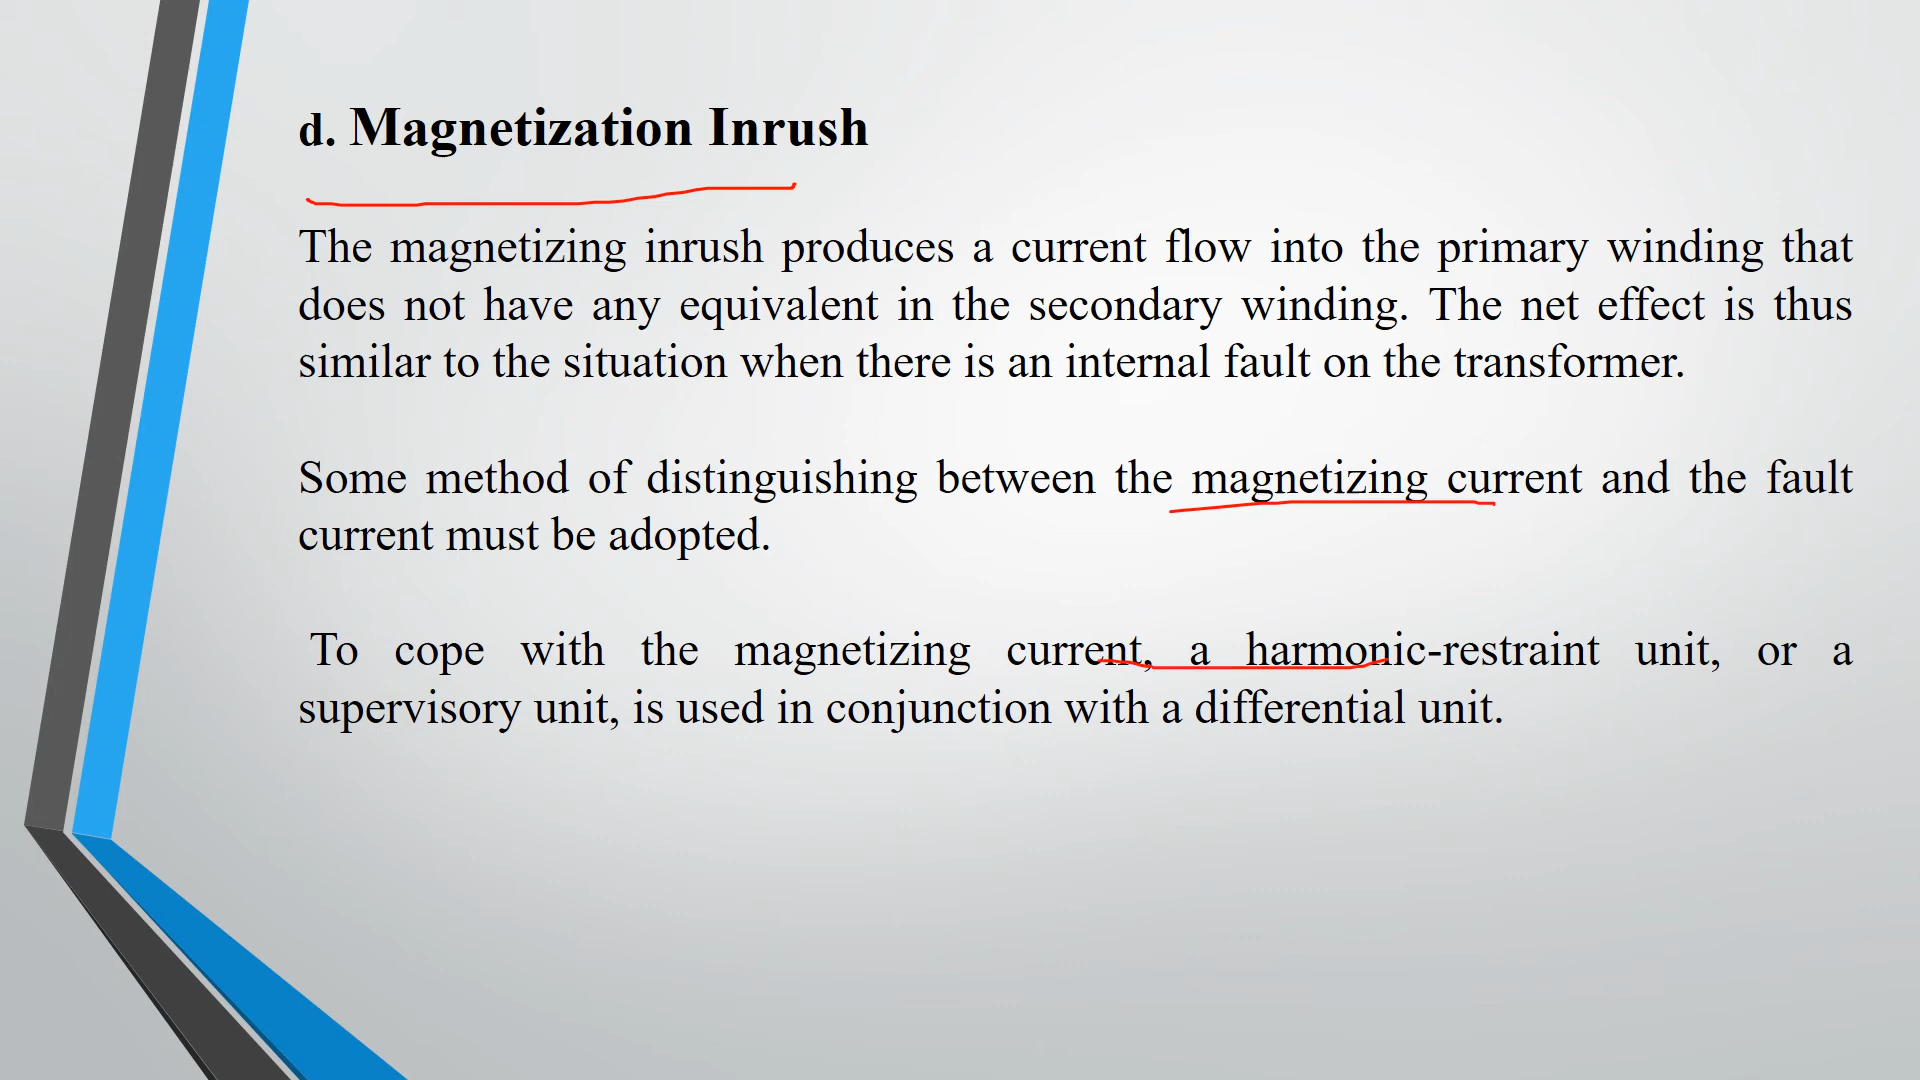 d. Magnetization Inrush
The magnetizing inrush produces a current flow into the primary winding that
does not have any equivalent in the secondary winding. The net effect is thus
similar to the situation when there is an internal fault on the transformer.
Some method of distinguishing between the magnetizing current and the fault
current must be adopted.
To cope with the magnetizing current, a harmonic-restraint unit, or a
supervisory unit, is used in conjunction with a differential unit.